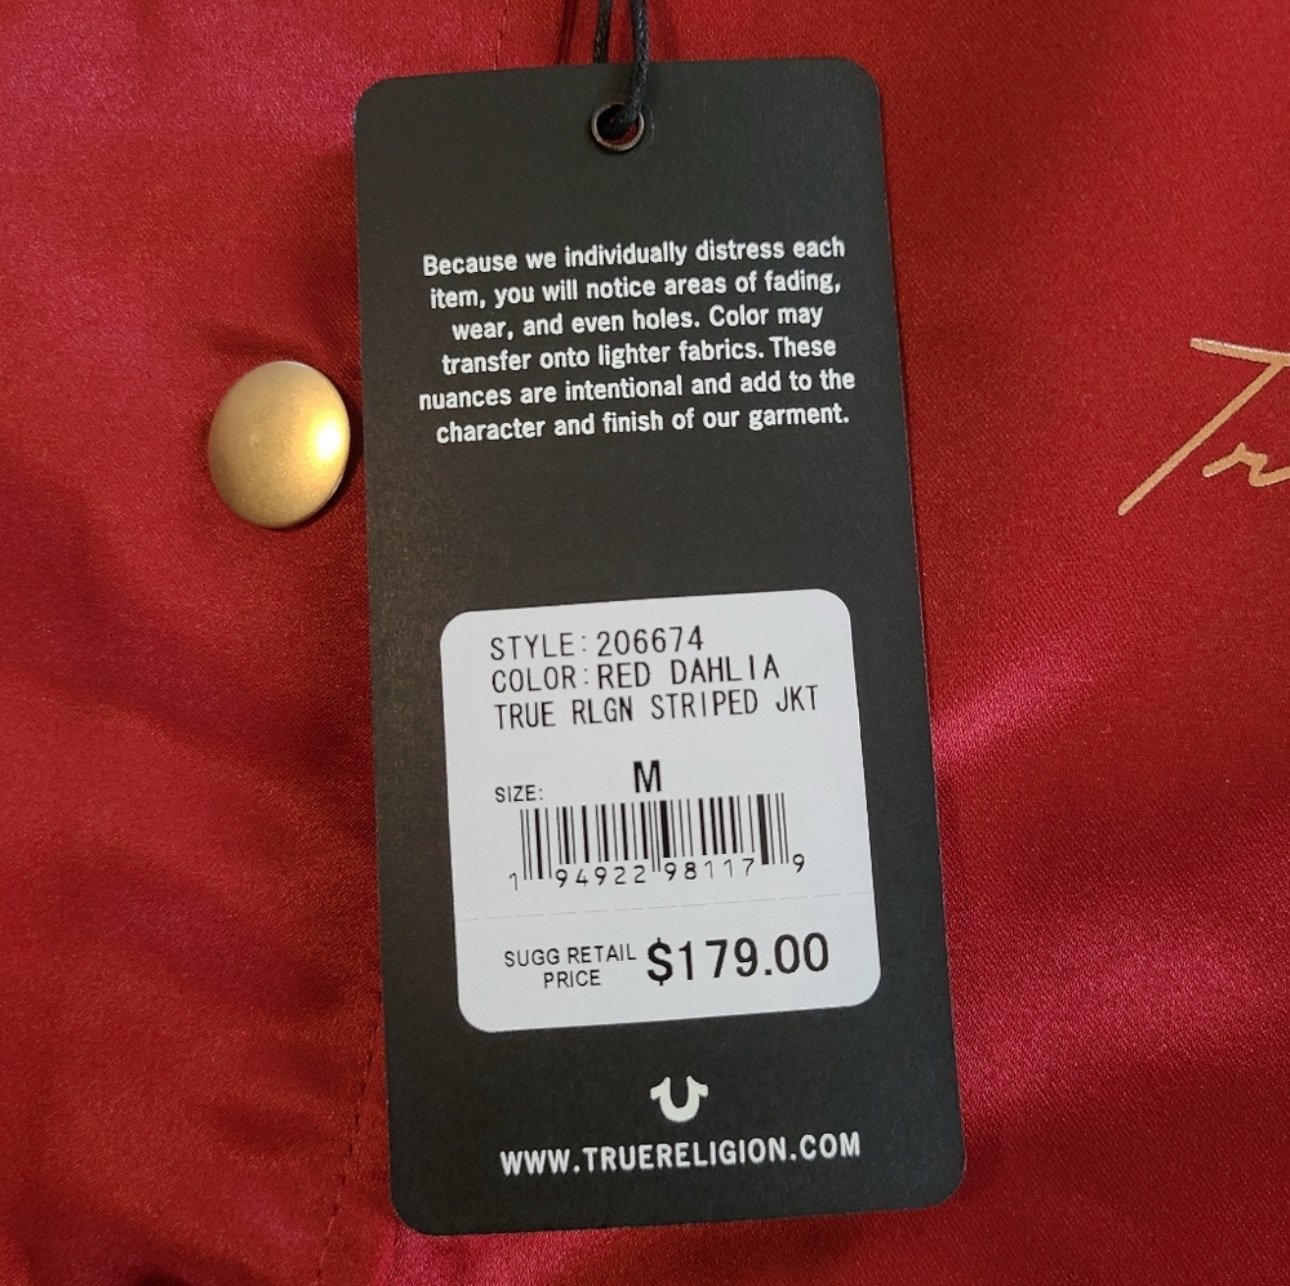 Because we individually distress each
item, you will notice areas of fading,
wear, and even holes. Color may
transfer onto lighter fabrics. These
nuances are intentional and add to the
character and finish of our garment.
STYLE: 206674
COLOR: RED DAHLIA
TRUE RLGN STRIPED JKT
SIZE: M
1 94922 98117 9
SUGG RETAIL PRICE $179.00
WWW.TRUERELIGION.COM
Tr